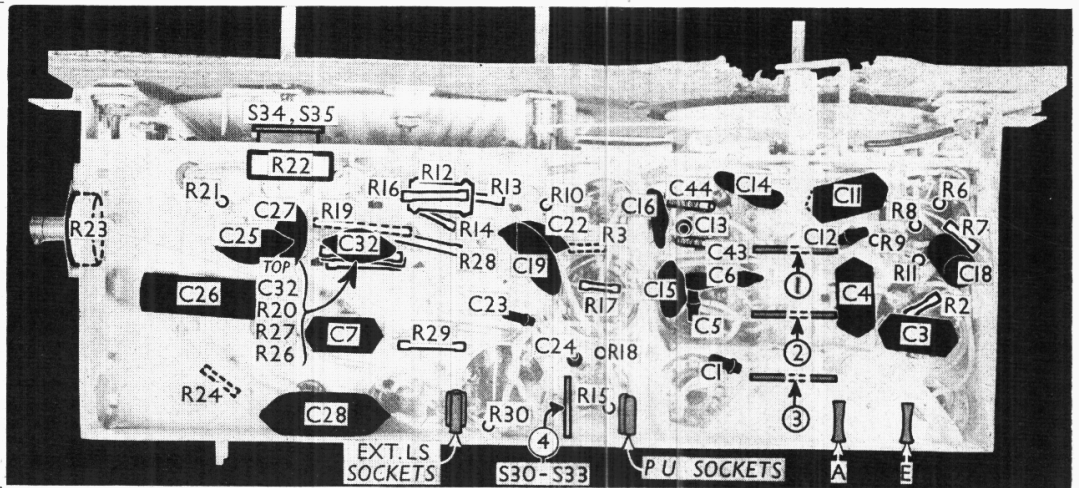 S34, S35
R22
R12
R16
R13
R14
R21
R10
C44
C14
C11
R6
R8
R7
C16
C13
C22
R3
C12
R9
C43
C27
R19
R23
C25
C32
R28
C19
C6
R11
C18
TOP
C32
R20
R27
R26
C26
①
C15
C4
R17
R2
C23
C5
C3
C7
R29
②
C24
R18
C1
R24
③
C28
R15
R30
④
EXT. LS
SOCKETS
S30-S33
PU SOCKETS
A
E